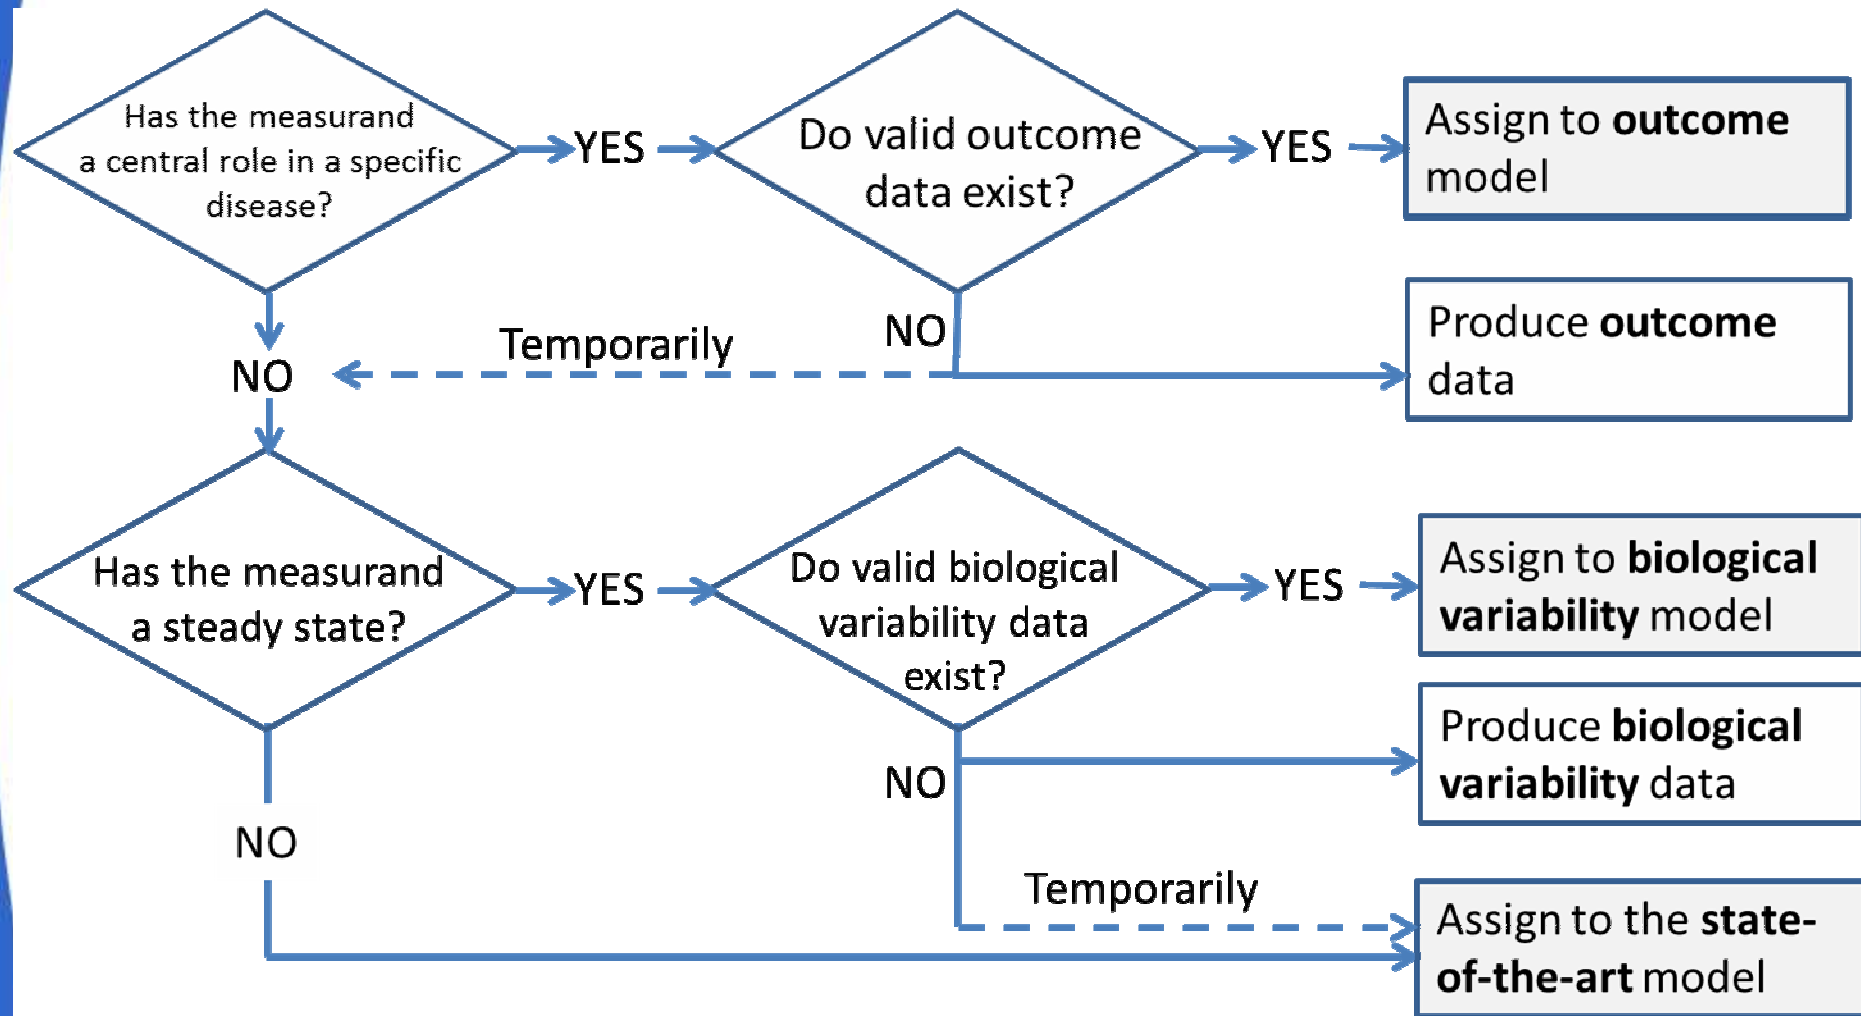 Has the measurand
a central role in a specific
disease?
YES
Do valid outcome
data exist?
YES
Assign to outcome
model
NO
Temporarily
NO
Produce outcome
data
Has the measurand
a steady state?
YES
Do valid biological
variability data
exist?
YES
Assign to biological
variability model
NO
Produce biological
variability data
NO
Temporarily
Assign to the state-
of-the-art model